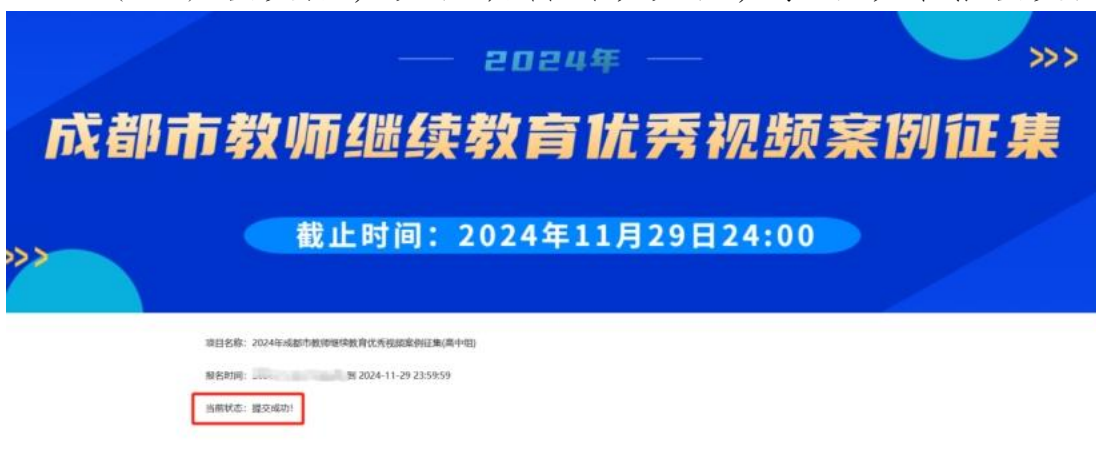 2024年
>>>
成都市教师继续教育优秀视频案例征集
截止时间：2024年11月29日24:00
>>>
项目名称：2024年成都市教师继续教育优秀视频案例征集(高中组)
报名时间： 到 2024-11-29 23:59:59
当前状态：提交成功!